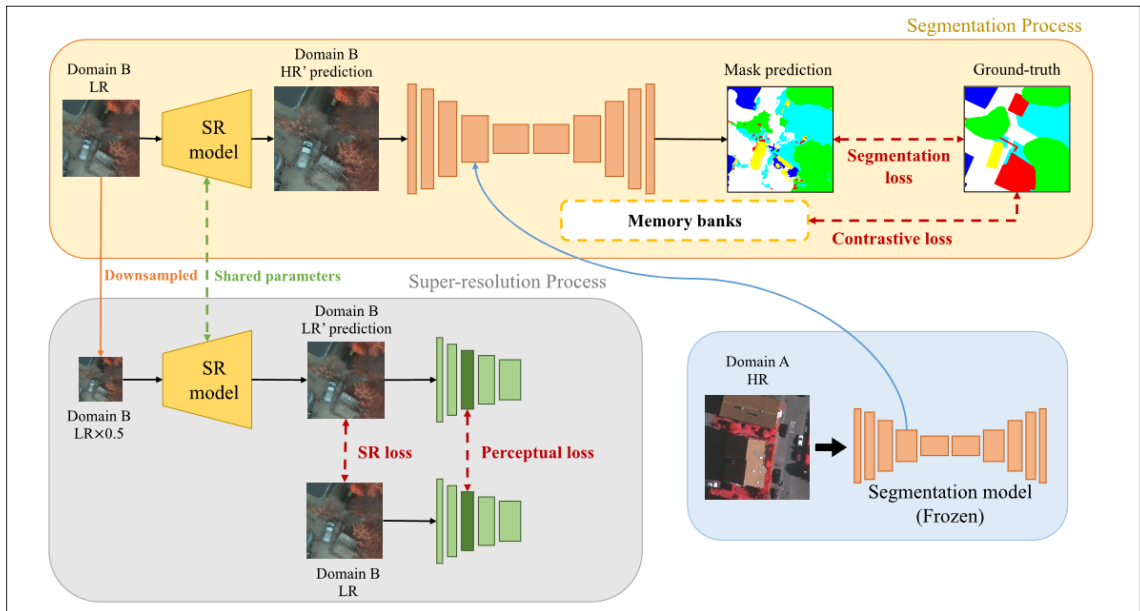 Segmentation Process
Domain B
LR
SR
model
Domain B
HR' prediction
Mask prediction
Ground-truth
Segmentation
loss
Memory banks
Contrastive loss
Downsampled
Shared parameters
Super-resolution Process
Domain B
LR×0.5
SR
model
Domain B
LR' prediction
SR loss
Perceptual loss
Domain B
LR
Domain A
HR
Segmentation model
(Frozen)